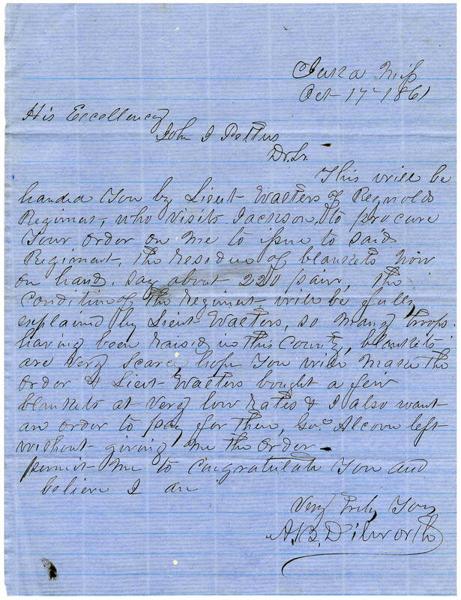 Iuka Miss
Oct 17th 1861
His Excellency
John J Pettus
Dr Sr
This will be
handed You by Lieut Walters of Reynolds
Regiment, who visits Jackson to procure
Your order on me to issue to said
Regiment, the residue of blankets now
on hand, say about 220 pair, the
condition of the Regiment will be fully
explained by Lieut Walters, so many troops
having been raised in this County, blankets
are very scarce, hope You will make the
order & Lieut Walters bought a few
blankets at very low rates & I also want
an order to pay for them, Genl Alcorn left
without giving me the order -
permit me to congratulate You and
believe I am
Very truly Yours
A. B. Dilworth